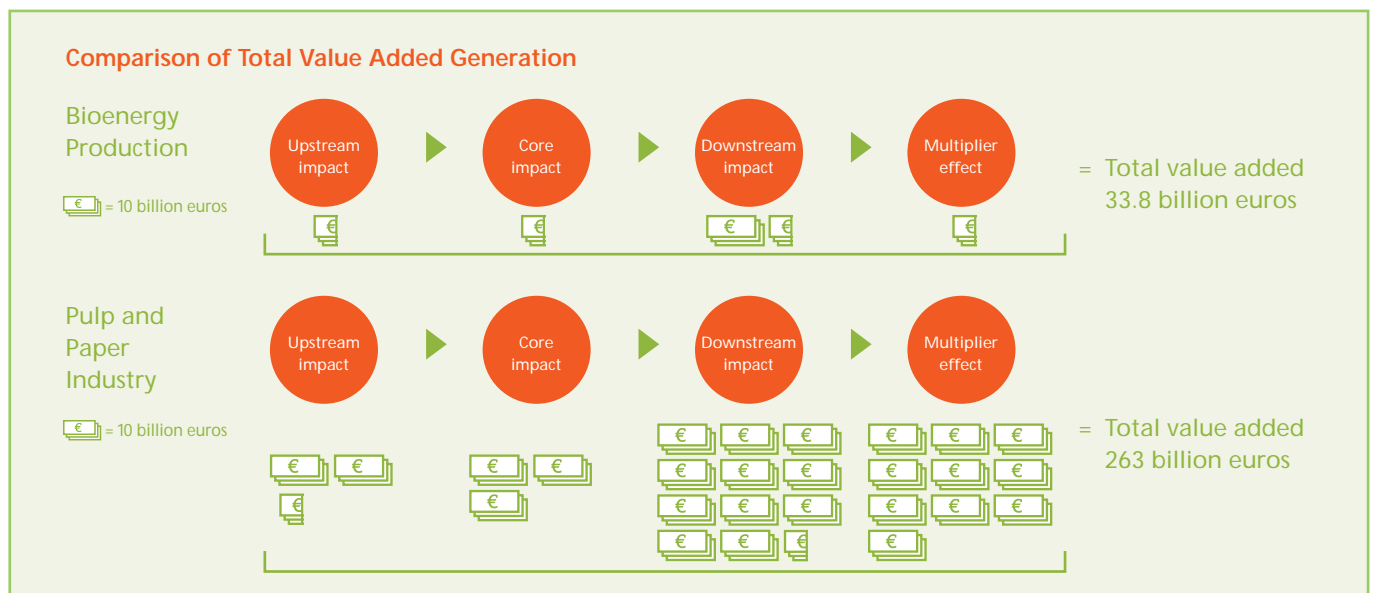 Comparison of Total Value Added Generation
Bioenergy
Production
€ = 10 billion euros
Upstream
impact
Core
impact
Downstream
impact
Multiplier
effect
€
€
€ €
€
= Total value added
33.8 billion euros
Pulp and
Paper
Industry
€ = 10 billion euros
Upstream
impact
Core
impact
Downstream
impact
Multiplier
effect
€ €
€
€ €
€
€ € €
€ € €
€ € €
€ € €
€ € €
€ € €
€ € €
€
= Total value added
263 billion euros